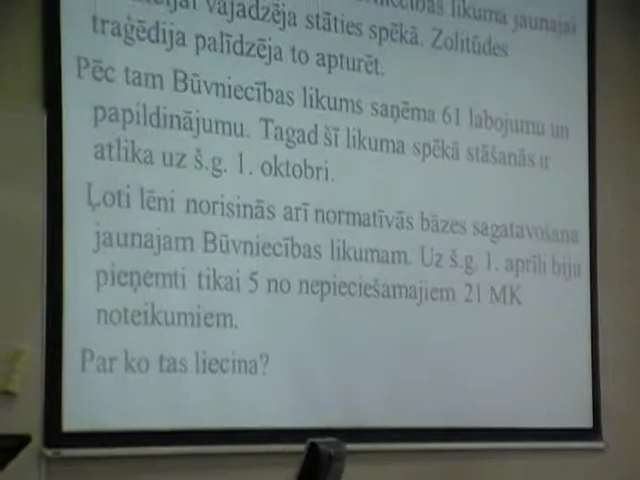 likuma jaunajai
vajadzēja stāties spēkā. Zolitūdes
traģēdija palīdzēja to apturēt.
Pēc tam Būvniecības likums saņēma 61 labojumu un
papildinājumu. Tagad šī likuma spēkā stāšanās ir
atlika uz š.g. 1. oktobri.
Ļoti lēni norisinās arī normatīvās bāzes sagatavošana
jaunajam Būvniecības likumam. Uz š.g. 1. aprīli bija
pieņemti tikai 5 no nepieciešamajiem 21 MK
noteikumiem.
Par ko tas liecina?